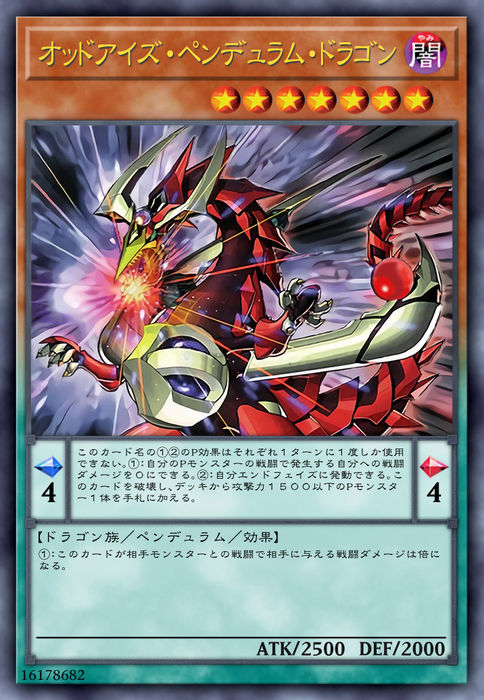 オッドアイズ・ペンデュラム・ドラゴン
やみ
闇
このカード名の①②のP効果はそれぞれ1ターンに1度しか使用
できない。①:自分のPモンスターの戦闘で発生する自分への戦闘
ダメージを0にできる。②:自分エンドフェイズに発動できる。こ
のカードを破壊し、デッキから攻撃力1500以下のPモンス
ター1体を手札に加える。
4
4
【ドラゴン族/ペンデュラム/効果】
①:このカードが相手モンスターとの戦闘で相手に与える戦闘ダメージは倍に
なる。
ATK/2500 DEF/2000
16178682